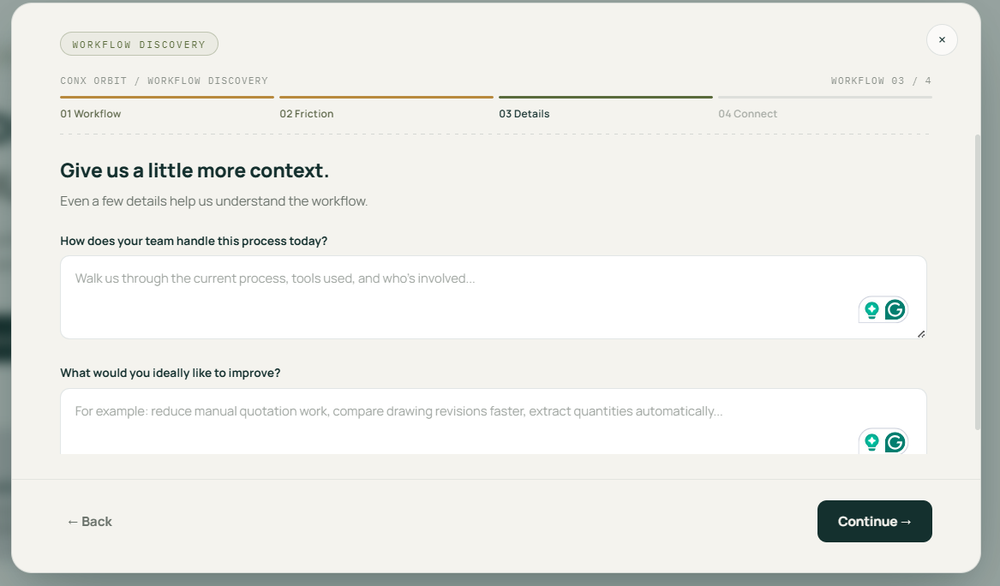 WORKFLOW DISCOVERY
×
CONX ORBIT / WORKFLOW DISCOVERY
WORKFLOW 03 / 4
01 Workflow
02 Friction
03 Details
04 Connect
Give us a little more context.
Even a few details help us understand the workflow.
How does your team handle this process today?
Walk us through the current process, tools used, and who's involved...
What would you ideally like to improve?
For example: reduce manual quotation work, compare drawing revisions faster, extract quantities automatically...
← Back
Continue →